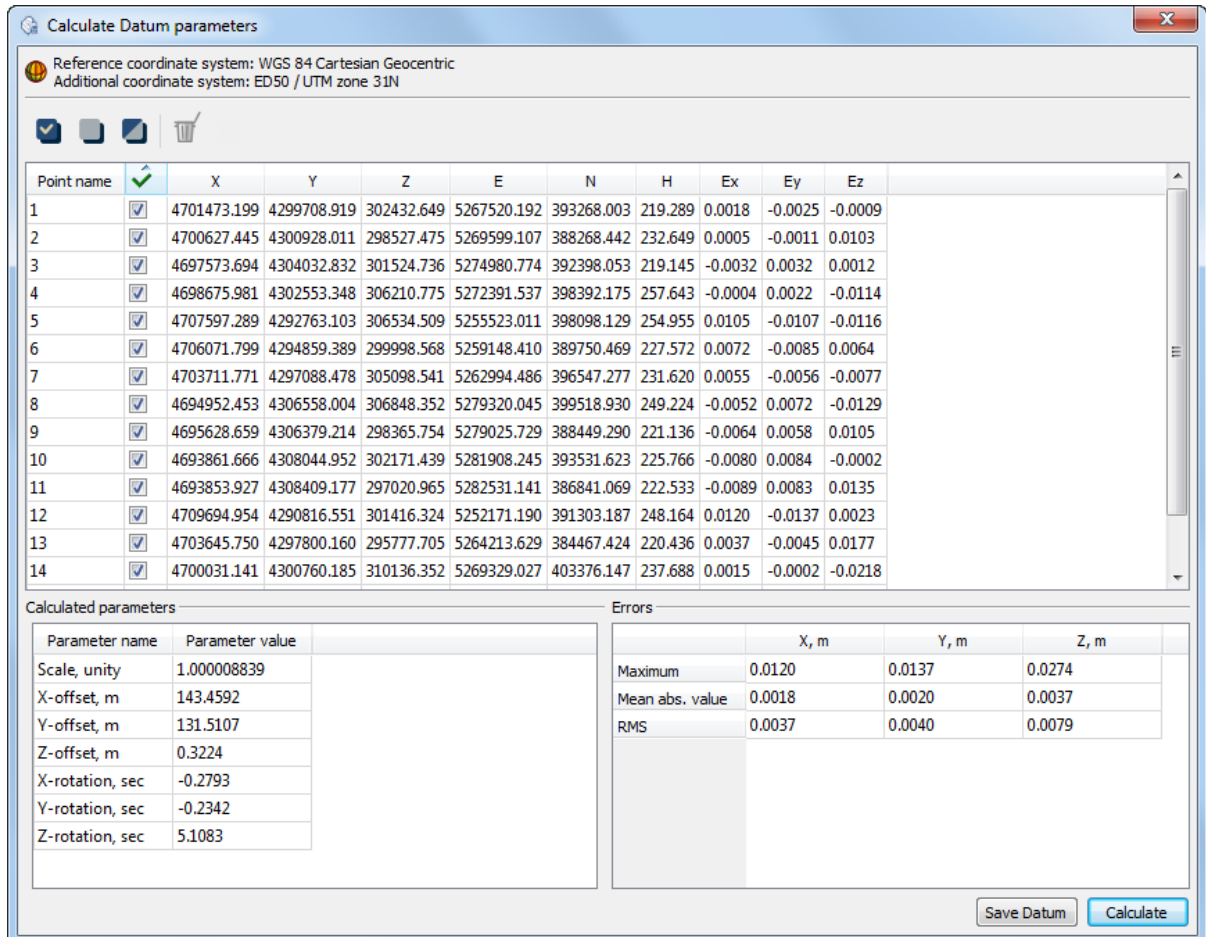 Calculate Datum parameters
Reference coordinate system: WGS 84 Cartesian Geocentric
Additional coordinate system: ED50 / UTM zone 31N
Point name X Y Z E N H Ex Ey Ez
1 4701473.199 4299708.919 302432.649 5267520.192 393268.003 219.289 0.0018 -0.0025 -0.0009
2 4700627.445 4300928.011 298527.475 5269599.107 388268.442 232.649 0.0005 -0.0011 0.0103
3 4697573.694 4304032.832 301524.736 5274980.774 392398.053 219.145 -0.0032 0.0032 0.0012
4 4698675.981 4302553.348 306210.775 5272391.537 398392.175 257.643 -0.0004 0.0022 -0.0114
5 4707597.289 4292763.103 306534.509 5255523.011 398098.129 254.955 0.0105 -0.0107 -0.0116
6 4706071.799 4294859.389 299998.568 5259148.410 389750.469 227.572 0.0072 -0.0085 0.0064
7 4703711.771 4297088.478 305098.541 5262994.486 396547.277 231.620 0.0055 -0.0056 -0.0077
8 4694952.453 4306558.004 306848.352 5279320.045 399518.930 249.224 -0.0052 0.0072 -0.0129
9 4695628.659 4306379.214 298365.754 5279025.729 388449.290 221.136 -0.0064 0.0058 0.0105
10 4693861.666 4308044.952 302171.439 5281908.245 393531.623 225.766 -0.0080 0.0084 -0.0002
11 4693853.927 4308409.177 297020.965 5282531.141 386841.069 222.533 -0.0089 0.0083 0.0135
12 4709694.954 4290816.551 301416.324 5252171.190 391303.187 248.164 0.0120 -0.0137 0.0023
13 4703645.750 4297800.160 295777.705 5264213.629 384467.424 220.436 0.0037 -0.0045 0.0177
14 4700031.141 4300760.185 310136.352 5269329.027 403376.147 237.688 0.0015 -0.0002 -0.0218
Calculated parameters
Parameter name Parameter value
Scale, unity 1.000008839
X-offset, m 143.4592
Y-offset, m 131.5107
Z-offset, m 0.3224
X-rotation, sec -0.2793
Y-rotation, sec -0.2342
Z-rotation, sec 5.1083
Errors
X, m Y, m Z, m
Maximum 0.0120 0.0137 0.0274
Mean abs. value 0.0018 0.0020 0.0037
RMS 0.0037 0.0040 0.0079
Save Datum Calculate